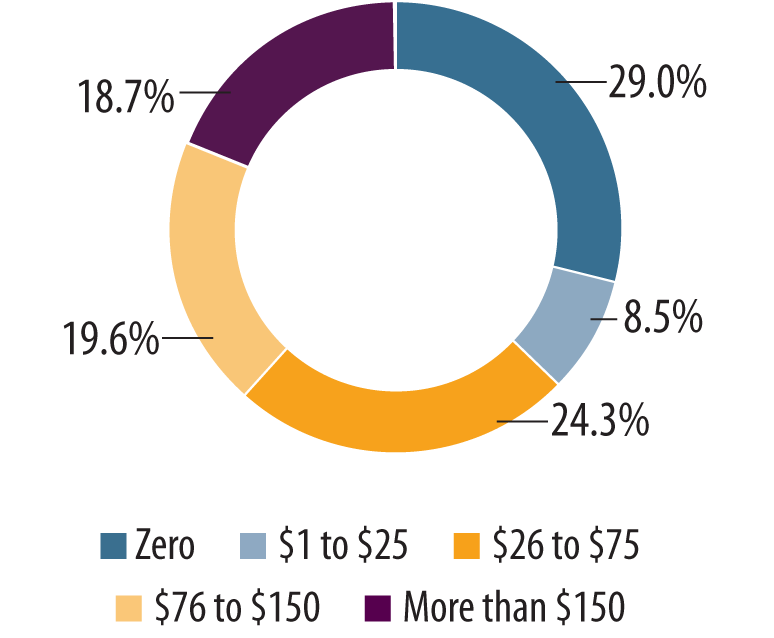 29.0%
18.7%
8.5%
19.6%
24.3%
Zero $1 to $25 $26 to $75
$76 to $150 More than $150